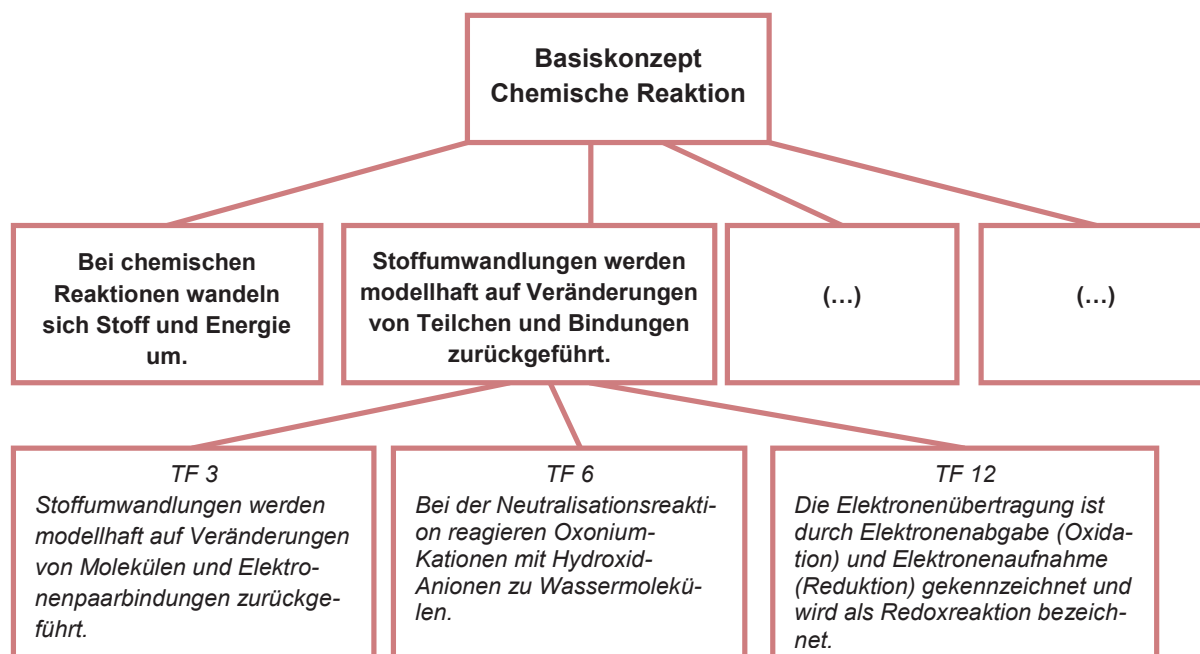 Basiskonzept
Chemische Reaktion
Bei chemischen
Reaktionen wandeln
sich Stoff und Energie
um.
Stoffumwandlungen werden
modellhaft auf Veränderungen
von Teilchen und Bindungen
zurückgeführt.
(…)
(…)
TF 3
Stoffumwandlungen werden
modellhaft auf Veränderungen
von Molekülen und Elektro-
nenpaarbindungen zurückge-
führt.
TF 6
Bei der Neutralisationsreakti-
on reagieren Oxonium-
Kationen mit Hydroxid-
Anionen zu Wassermolekü-
len.
TF 12
Die Elektronenübertragung ist
durch Elektronenabgabe (Oxida-
tion) und Elektronenaufnahme
(Reduktion) gekennzeichnet und
wird als Redoxreaktion bezeich-
net.